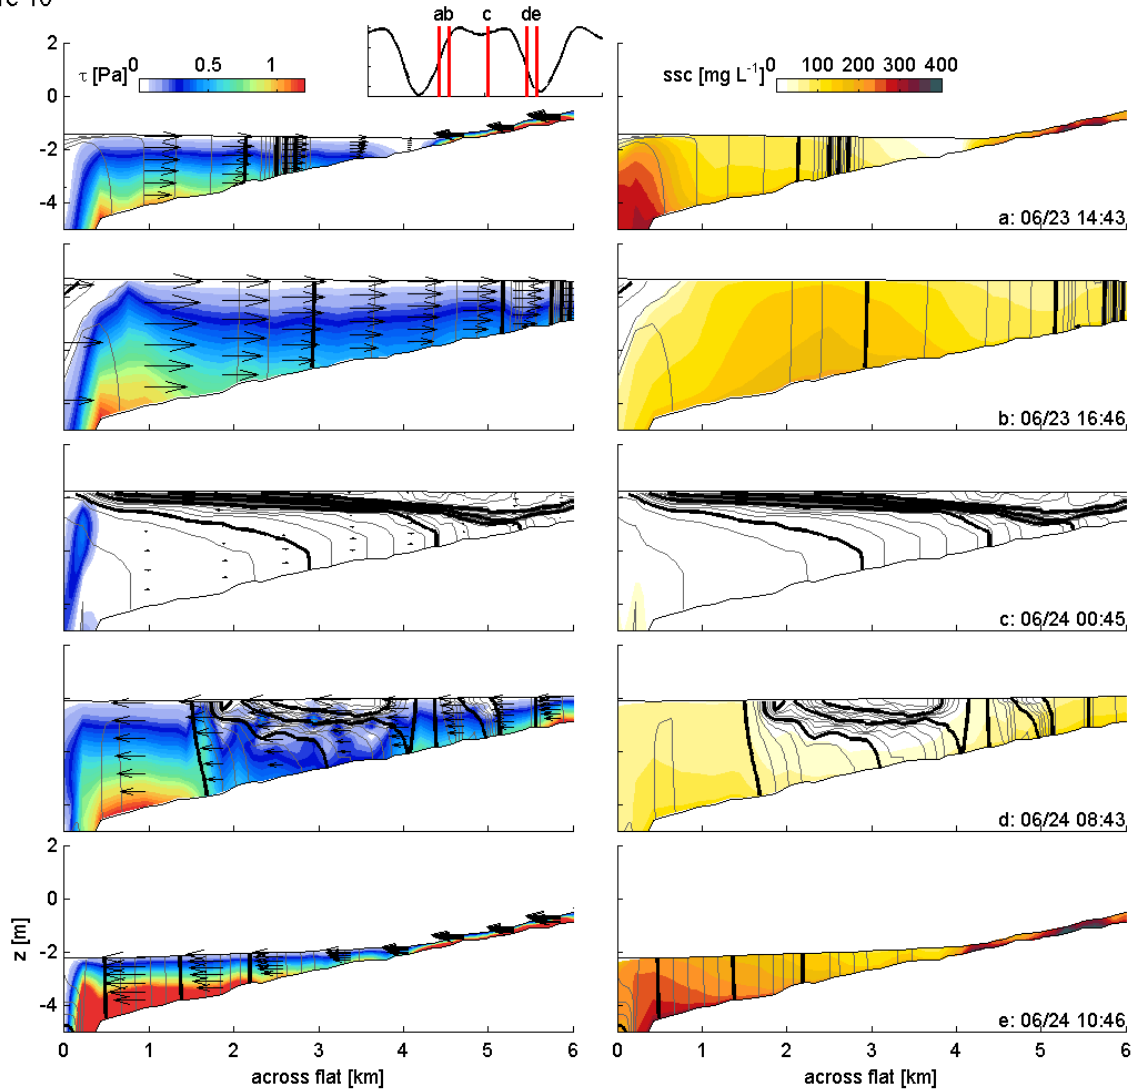 ab c de
2
τ [Pa] 0 0.5 1
ssc [mg L⁻¹] 0 100 200 300 400
0
-2
-4
a: 06/23 14:43
b: 06/23 16:46
c: 06/24 00:45
d: 06/24 08:43
2
0
z [m]
-2
-4
e: 06/24 10:46
0 1 2 3 4 5 6
0 1 2 3 4 5 6
across flat [km]
across flat [km]